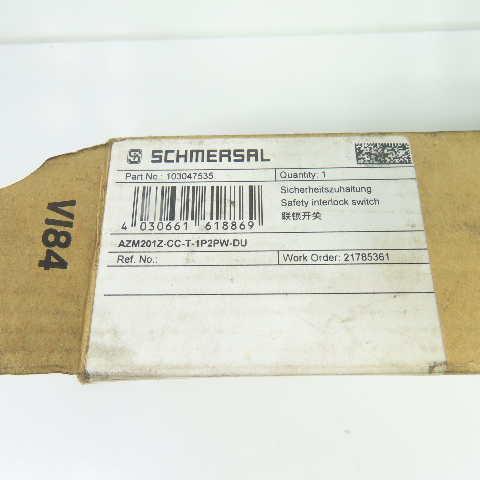 SCHMERSAL
Part No.: 103047535
Quantity: 1
Sicherheitszuhaltung
Safety interlock switch
联锁开关
4 030661 618869
AZM201Z-CC-T-1P2PW-DU
Ref. No.:
Work Order: 21785361
VI84